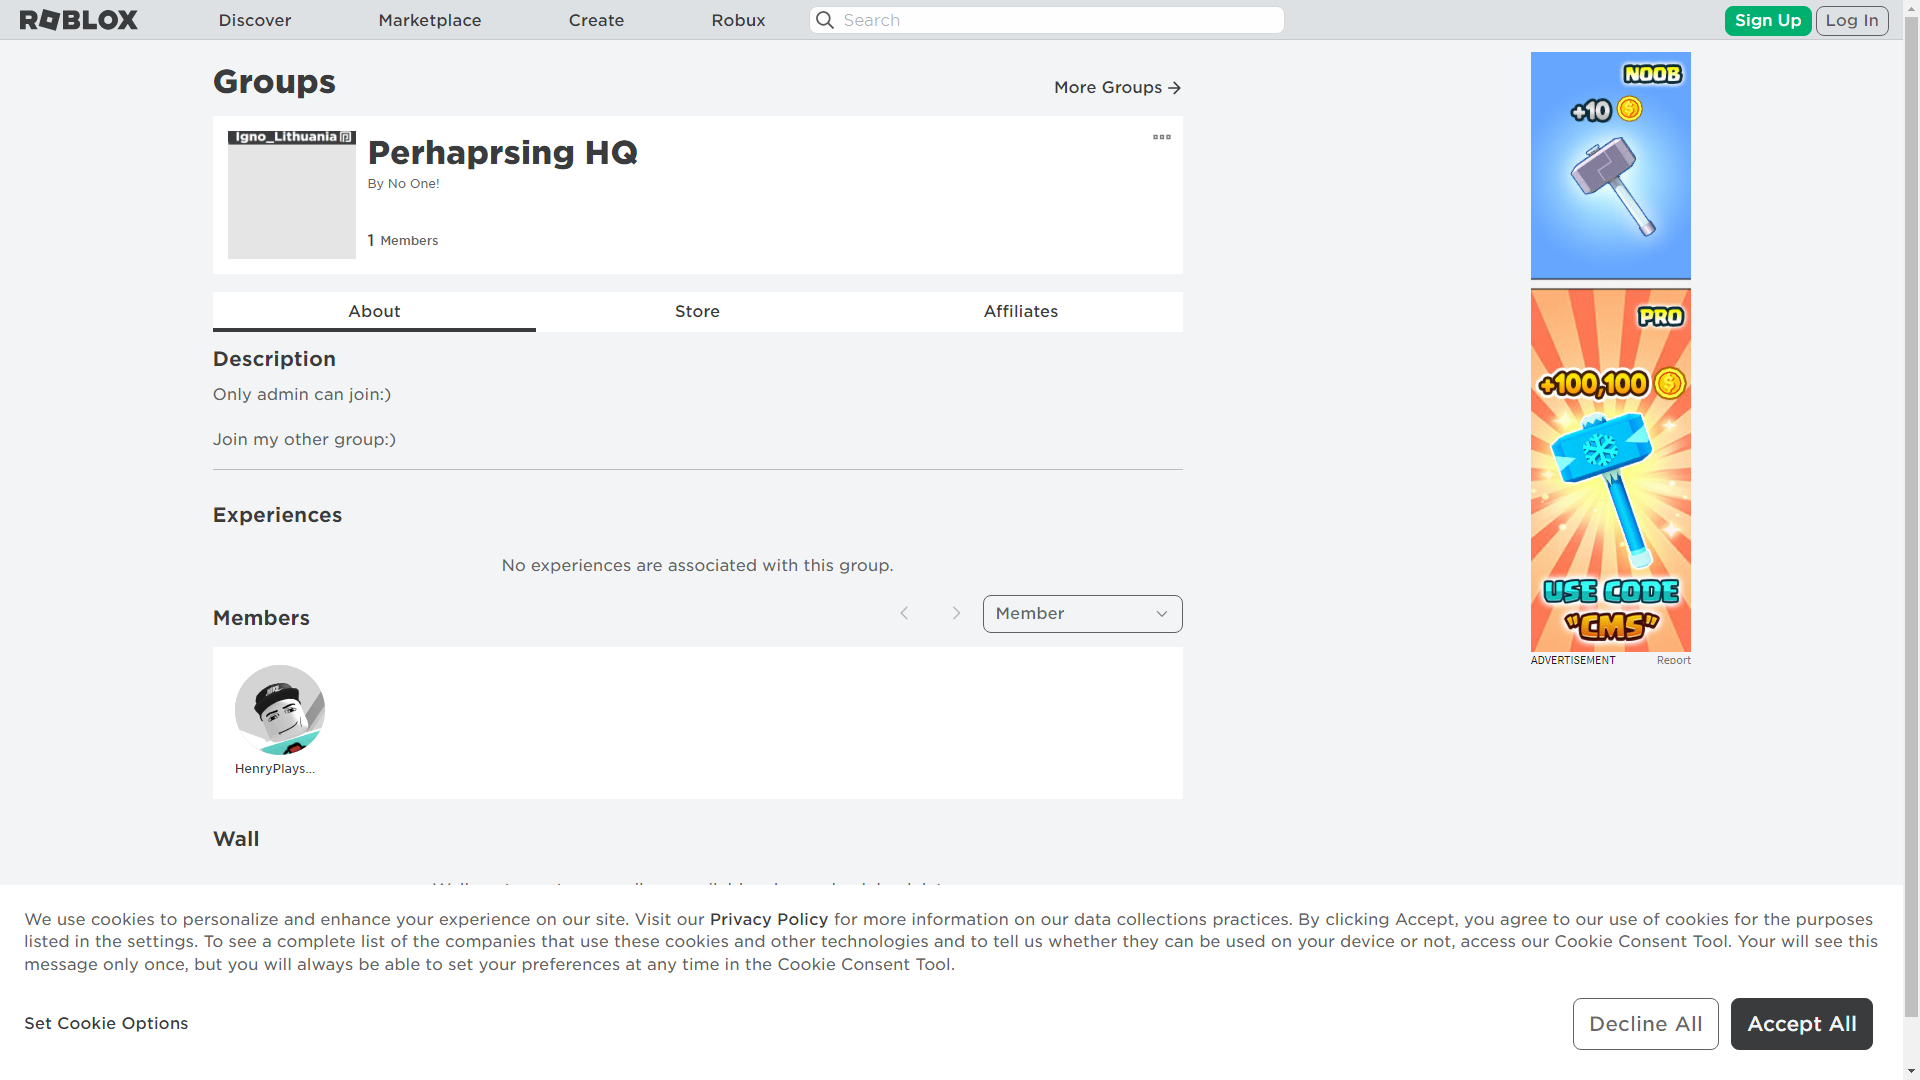 ROBLOX
Discover
Marketplace
Create
Robux
Search
Sign Up
Log In
Groups
More Groups
Igno_Lithuania
Perhaprsing HQ
By No One!
1 Members
About
Store
Affiliates
Description
Only admin can join:)
Join my other group:)
Experiences
No experiences are associated with this group.
Members
Member
HenryPlays...
Wall
NOOB
+10
PRO
+100,100
USE CODE
"CMS"
ADVERTISEMENT
Report
We use cookies to personalize and enhance your experience on our site. Visit our Privacy Policy for more information on our data collections practices. By clicking Accept, you agree to our use of cookies for the purposes
listed in the settings. To see a complete list of the companies that use these cookies and other technologies and to tell us whether they can be used on your device or not, access our Cookie Consent Tool. Your will see this
message only once, but you will always be able to set your preferences at any time in the Cookie Consent Tool.
Set Cookie Options
Decline All
Accept All